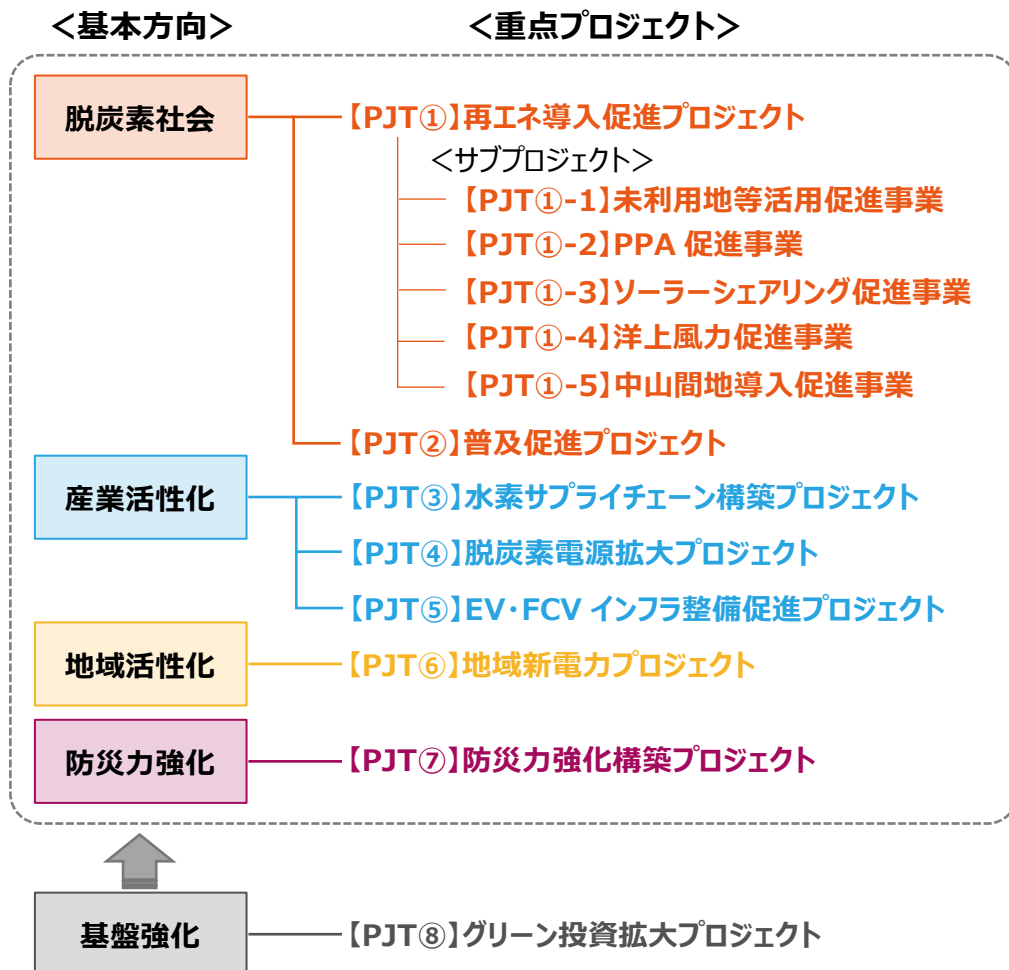 ＜基本方向＞ ＜重点プロジェクト＞
脱炭素社会 【PJT①】再エネ導入促進プロジェクト
＜サブプロジェクト＞
【PJT①-1】未利用地等活用促進事業
【PJT①-2】PPA 促進事業
【PJT①-3】ソーラーシェアリング促進事業
【PJT①-4】洋上風力促進事業
【PJT①-5】中山間地導入促進事業
【PJT②】普及促進プロジェクト
産業活性化 【PJT③】水素サプライチェーン構築プロジェクト
【PJT④】脱炭素電源拡大プロジェクト
【PJT⑤】EV・FCV インフラ整備促進プロジェクト
地域活性化 【PJT⑥】地域新電力プロジェクト
防災力強化 【PJT⑦】防災力強化構築プロジェクト
基盤強化 【PJT⑧】グリーン投資拡大プロジェクト